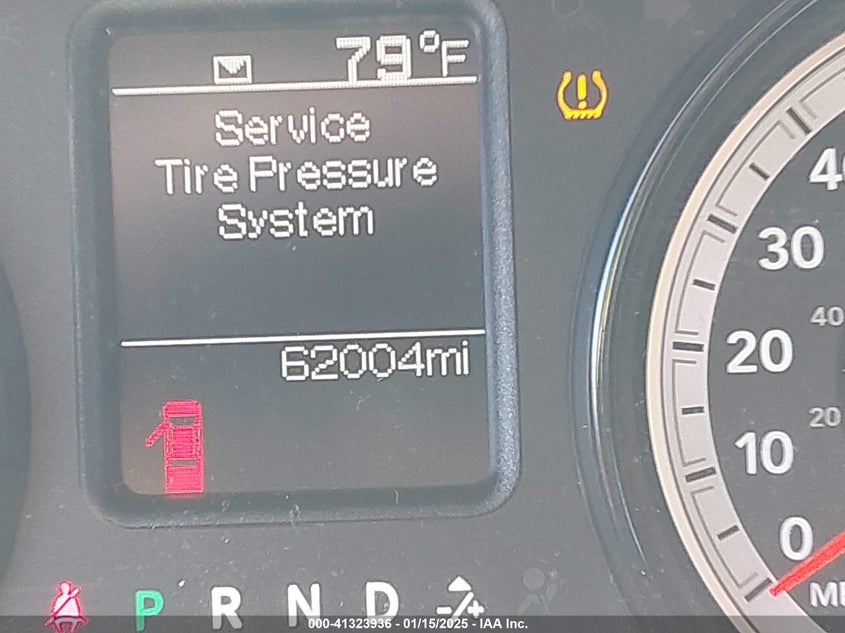 79°F
Service
Tire Pressure
System
62004mi
40
30
40
20
20
10
0
P R N D -/+
000-41323936 - 01/15/2025 - IAA Inc.